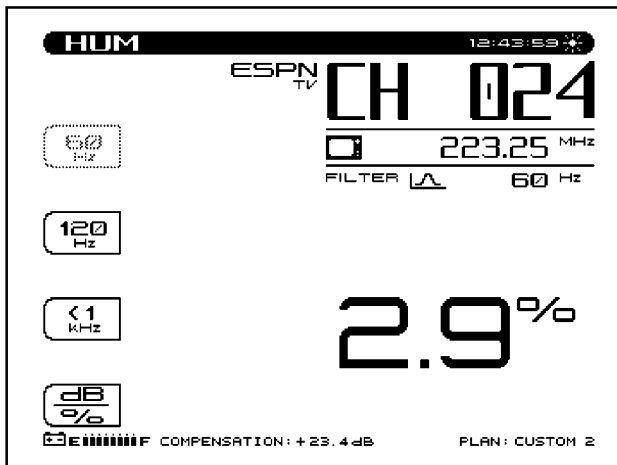 HUM 12:43:59
ESPN CH 024
TV
223.25 MHz
FILTER 60 Hz
60
Hz
120
Hz
<1
kHz
2.9%
dB
%
E F COMPENSATION:+23.4dB PLAN: CUSTOM 2